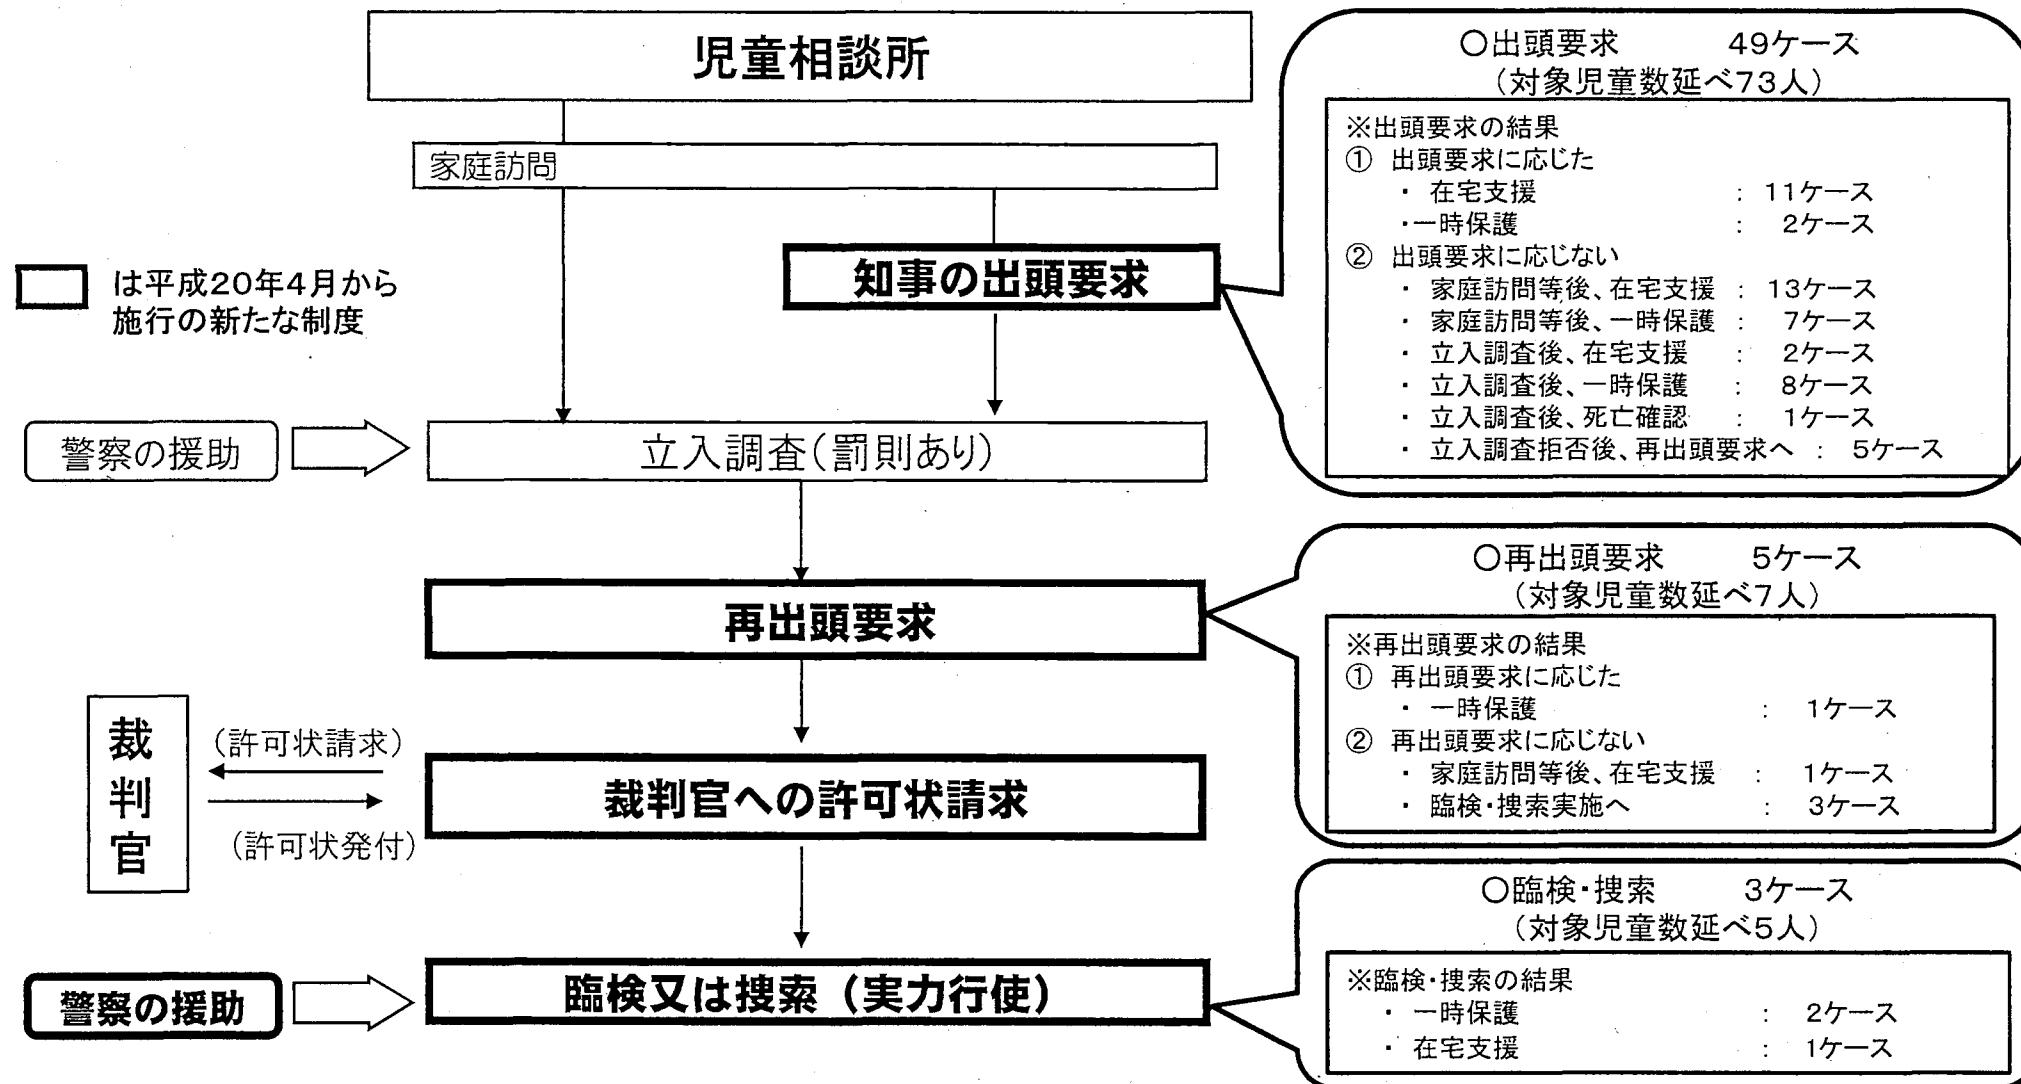 児童相談所
家庭訪問
知事の出頭要求
は平成20年4月から
施行の新たな制度
警察の援助
立入調査(罰則あり)
再出頭要求
裁判官
(許可状請求)
(許可状発付)
裁判官への許可状請求
警察の援助
臨検又は捜索(実力行使)
○出頭要求 49ケース
(対象児童数延べ73人)
※出頭要求の結果
① 出頭要求に応じた
・ 在宅支援 : 11ケース
・一時保護 : 2ケース
② 出頭要求に応じない
・ 家庭訪問等後、在宅支援 : 13ケース
・ 家庭訪問等後、一時保護 : 7ケース
・ 立入調査後、在宅支援 : 2ケース
・ 立入調査後、一時保護 : 8ケース
・ 立入調査後、死亡確認 : 1ケース
・ 立入調査拒否後、再出頭要求へ : 5ケース
○再出頭要求 5ケース
(対象児童数延べ7人)
※再出頭要求の結果
① 再出頭要求に応じた
・ 一時保護 : 1ケース
② 再出頭要求に応じない
・ 家庭訪問等後、在宅支援 : 1ケース
・ 臨検・捜索実施へ : 3ケース
○臨検・捜索 3ケース
(対象児童数延べ5人)
※臨検・捜索の結果
・ 一時保護 : 2ケース
・ 在宅支援 : 1ケース